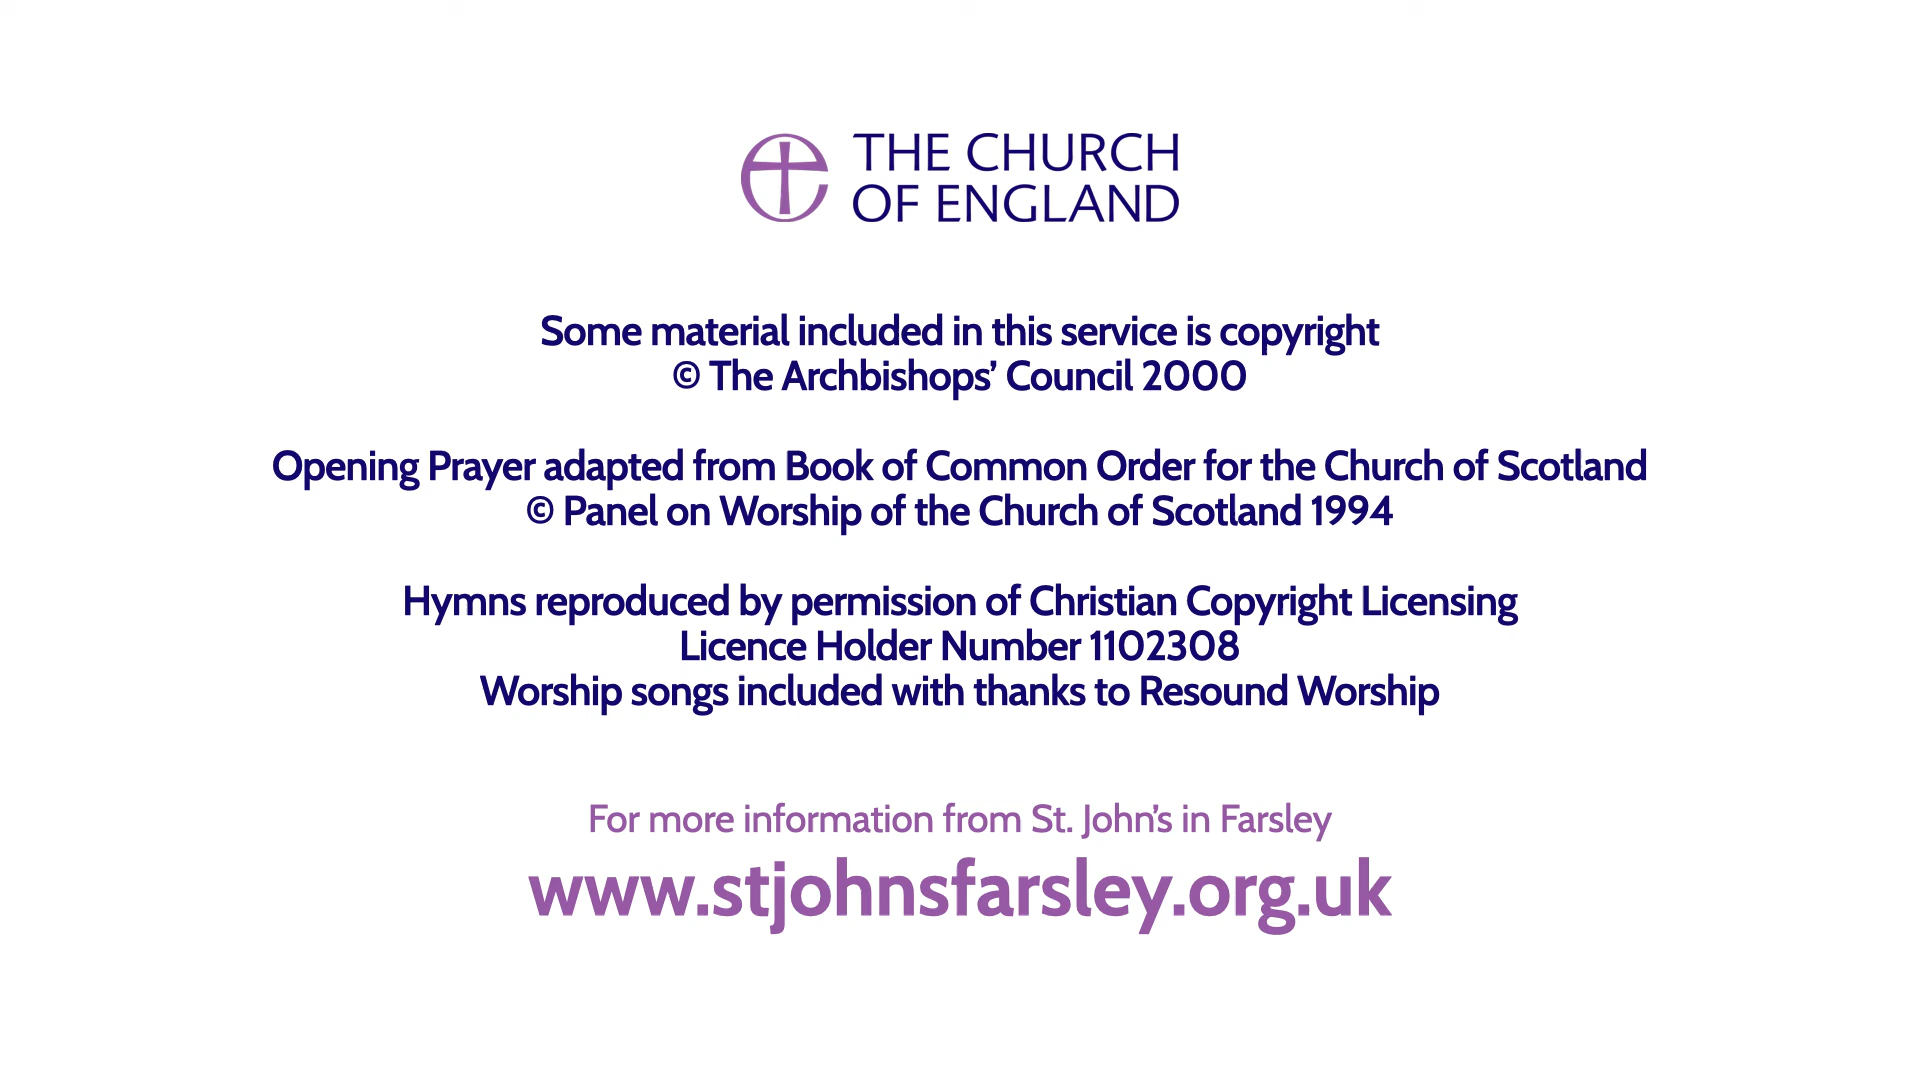 THE CHURCH
OF ENGLAND
Some material included in this service is copyright
© The Archbishops’ Council 2000
Opening Prayer adapted from Book of Common Order for the Church of Scotland
© Panel on Worship of the Church of Scotland 1994
Hymns reproduced by permission of Christian Copyright Licensing
Licence Holder Number 1102308
Worship songs included with thanks to Resound Worship
For more information from St. John’s in Farsley
www.stjohnsfarsley.org.uk